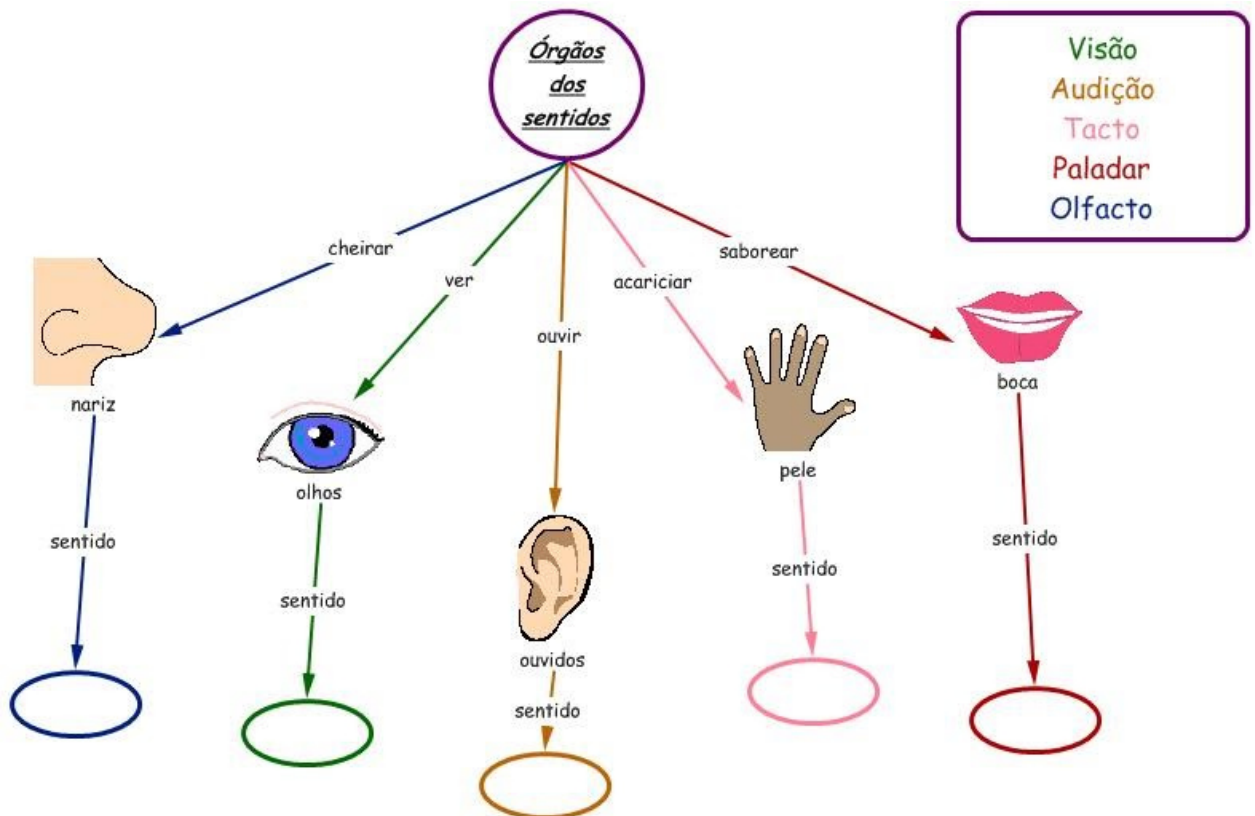 Órgãos
dos
sentidos
Visão
Audição
Tacto
Paladar
Olfacto
cheirar
ver
ouvir
acariciar
saborear
nariz
olhos
ouvidos
pele
boca
sentido
sentido
sentido
sentido
sentido